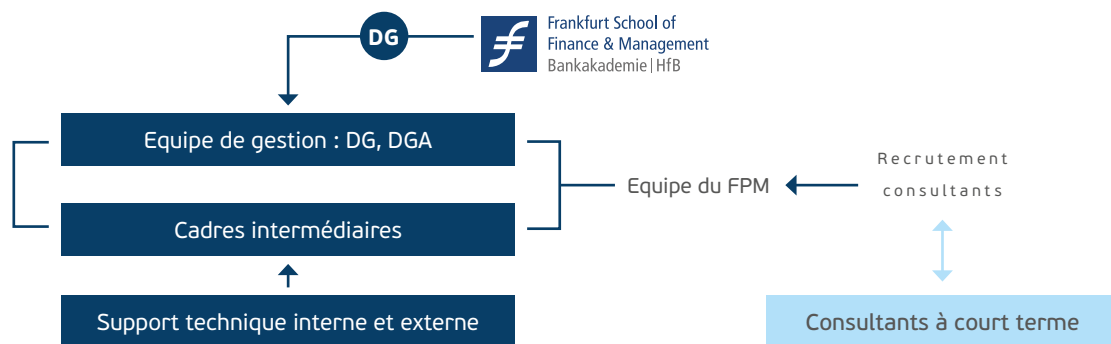 DG
Frankfurt School of
Finance & Management
Bankakademie | HfB
Equipe de gestion : DG, DGA
Recrutement
consultants
Equipe du FPM
Cadres intermédiaires
Support technique interne et externe
Consultants à court terme